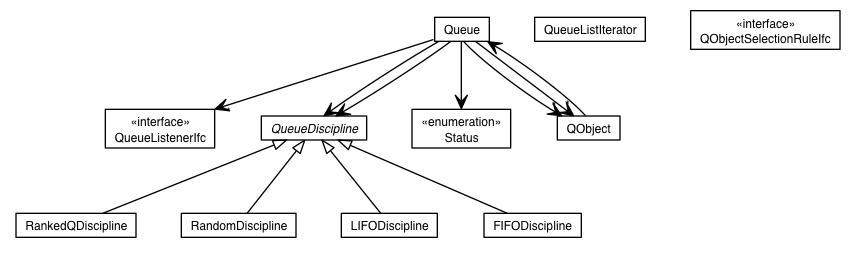 Queue
QueueListIterator
«interface»
QObjectSelectionRuleIfc
«interface»
QueueListenerIfc
QueueDiscipline
«enumeration»
Status
QObject
RankedQDiscipline
RandomDiscipline
LIFODiscipline
FIFODiscipline